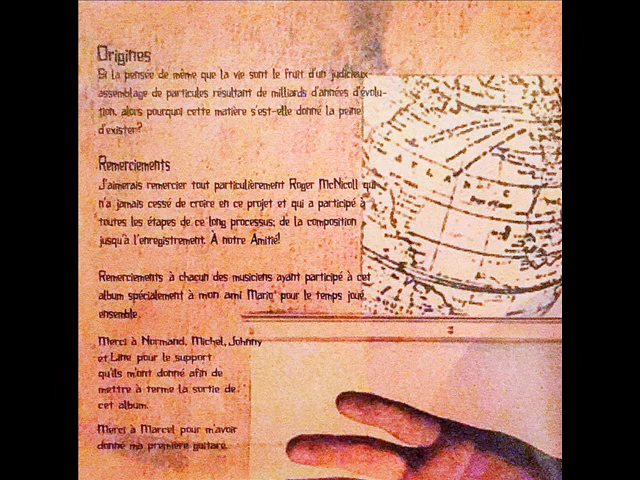 Origines
Si la pensée de même que la vie sont le fruit d'un judicieux
assemblage de particules résultant de milliards d'années d'évolu-
tion, alors pourquoi cette matière s'est-elle donné la peine
d'exister?
Remerciements
J'aimerais remercier tout particulièrement Roger McNicoll qui
n'a jamais cessé de croire en ce projet et qui a participé à
toutes les étapes de ce long processus; de la composition
jusqu'à l'enregistrement. À notre Amitié!
Remerciements à chacun des musiciens ayant participé à cet
album spécialement à mon ami Mario pour le temps joué
ensemble.
Merci à Normand, Michel, Johnny
et Line pour le support
qu'ils m'ont donné afin de
mettre à terme la sortie de
cet album.
Merci à Marcel pour m'avoir
donné ma première guitare.